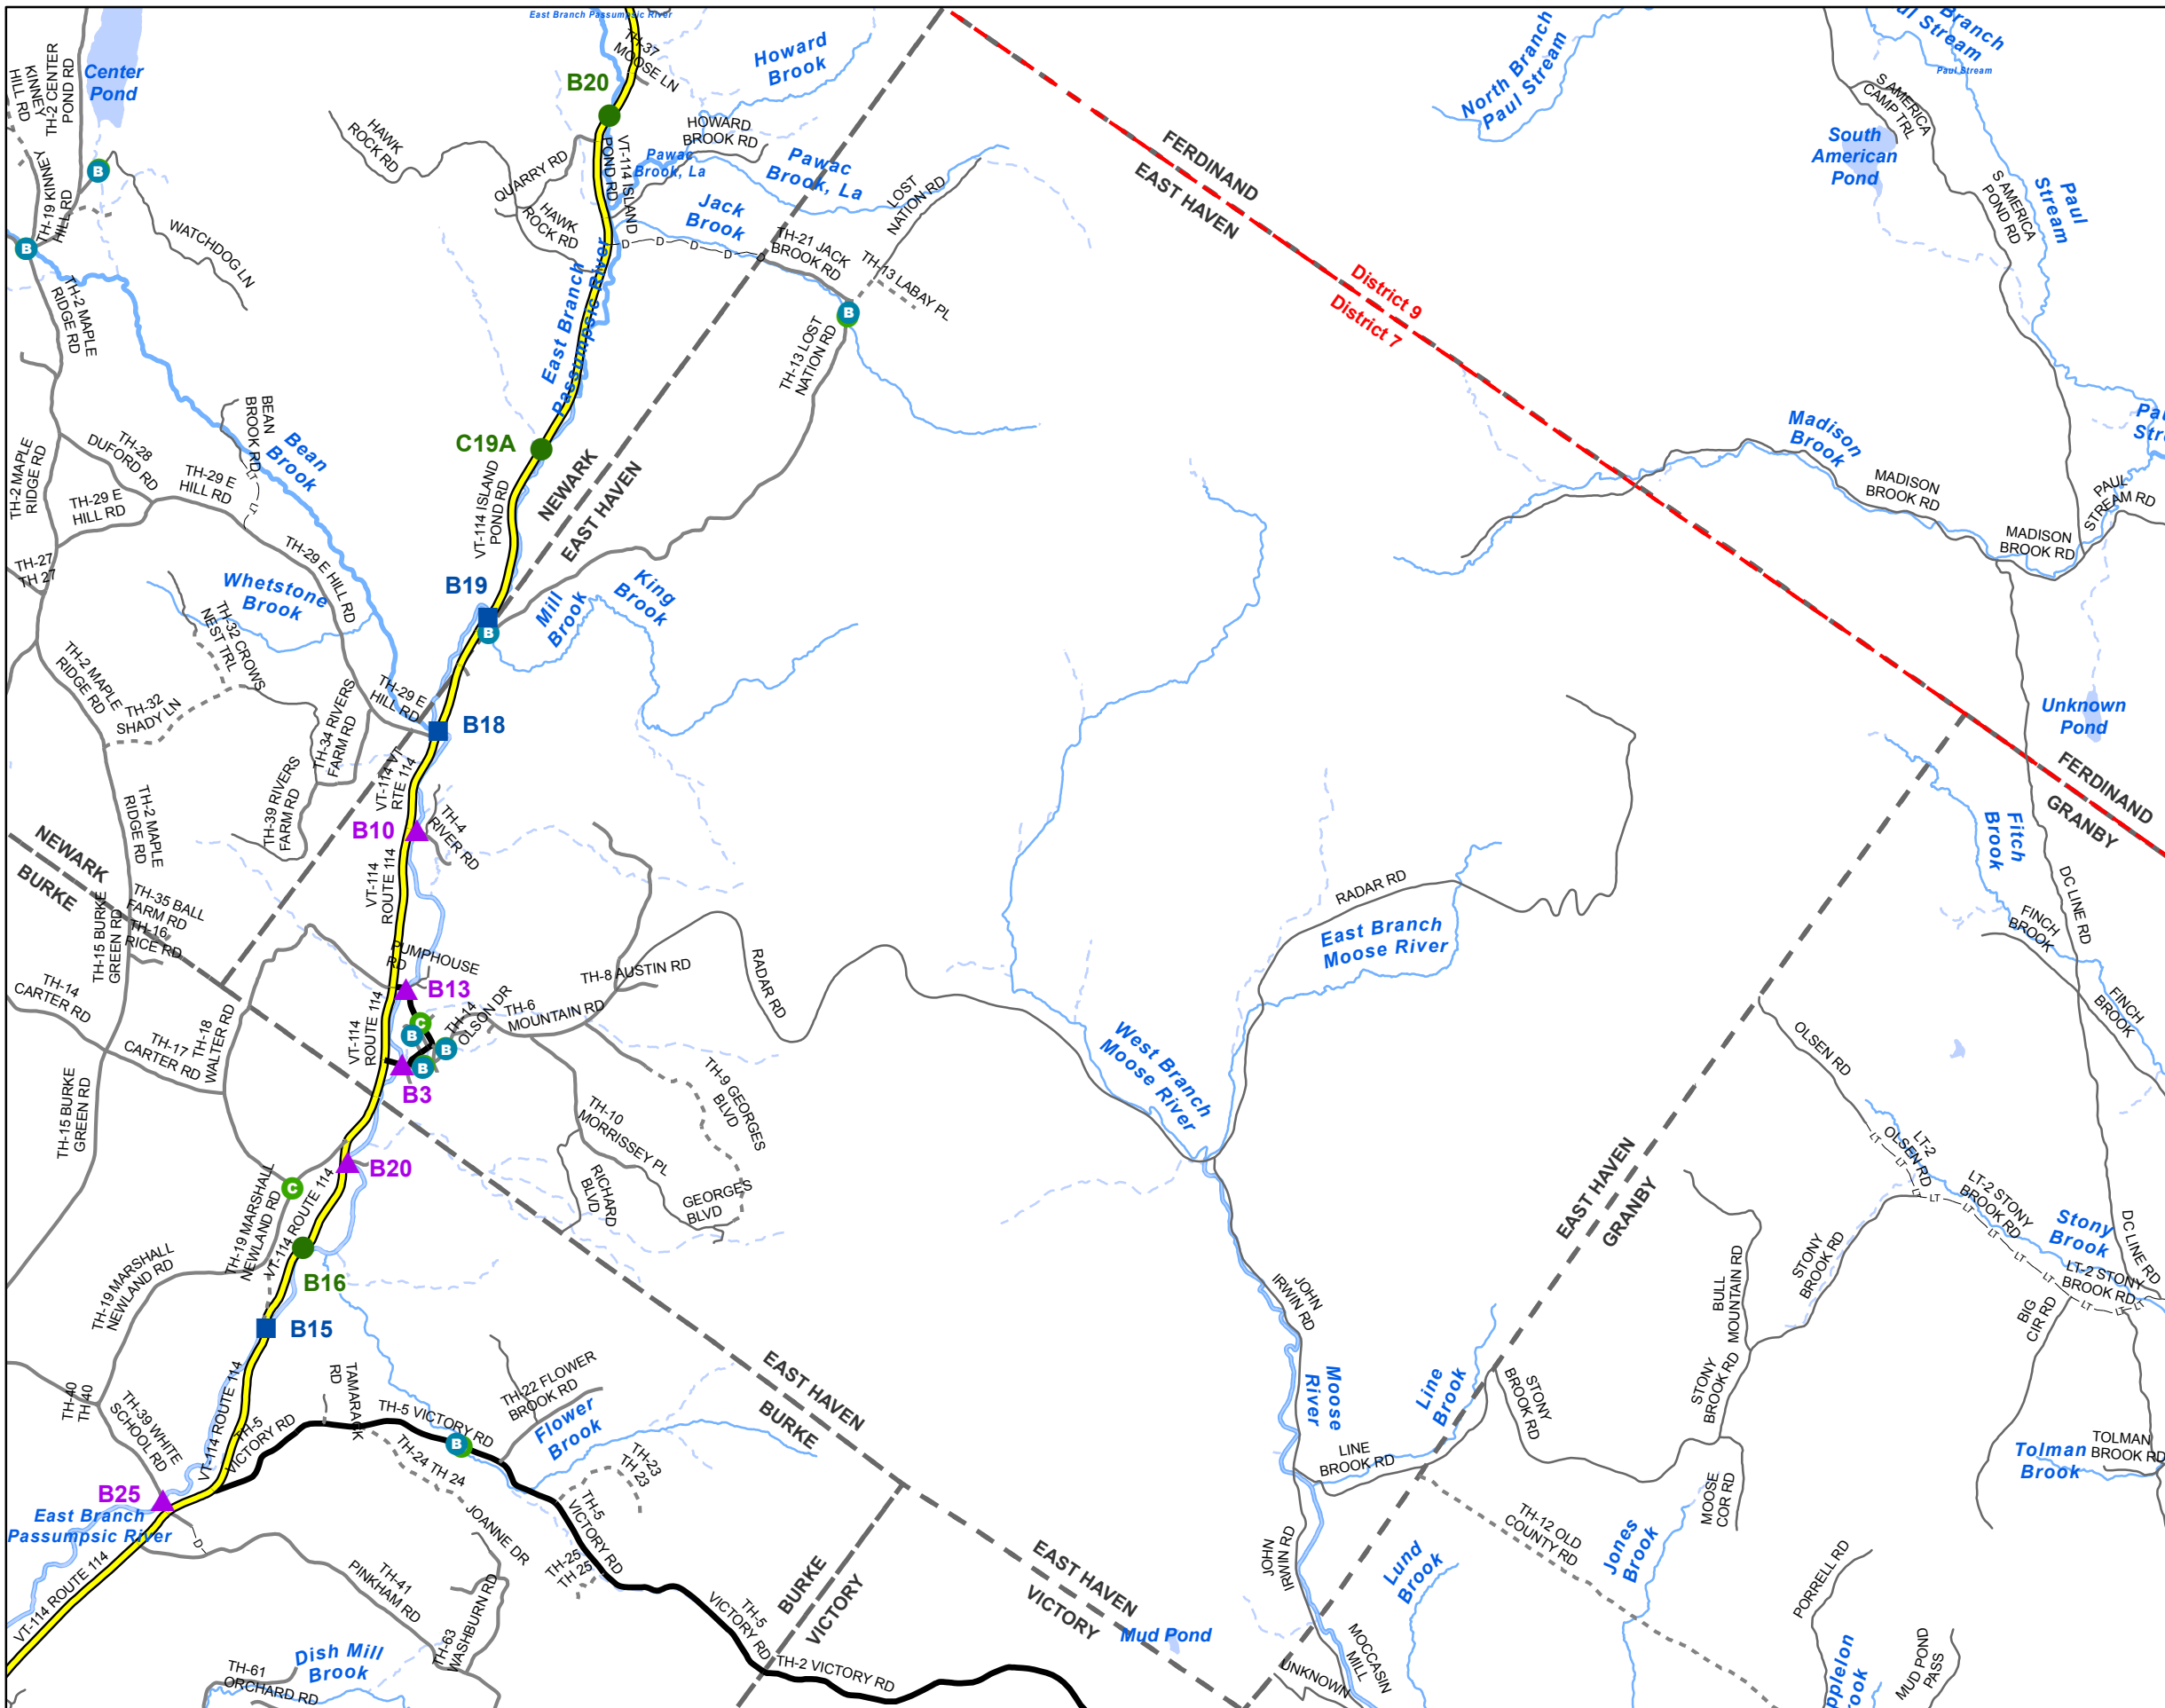 East Branch Passumpsic River
TH-37
MOOSE LN
Howard
Brook
B20
HOWARD
BROOK RD
Center
Pond
KINNEY
HILL RD
TH-2 CENTER
POND RD
B
HAWK
ROCK RD
QUARRY RD
HAWK
ROCK RD
VT-114 ISLAND
POND RD
Pawac
Brook, La
Pawac
Brook, La
Jack
Brook
LOST
NATION RD
D
D
D
D
D
TH-21 JACK
BROOK RD
TH-13 LABAY PL
B
TH-13 LOST
NATION RD
TH-19 KINNEY
HILL RD
B
WATCHDOG LN
TH-2 MAPLE
RIDGE RD
East Branch
Passumpsic River
FERDINAND
EAST HAVEN
District 9
District 7
North Branch
Paul Stream
Branch
Paul Stream
S AMERICA
CAMP TRL
South
American
Pond
S AMERICA
POND RD
Paul
Stream
Madison
Brook
MADISON
BROOK RD
MADISON
BROOK RD
PAUL
STREAM RD
C19A
VT-114 ISLAND
POND RD
NEWARK
EAST HAVEN
BEAN
BROOK RD
LT
LT
Bean
Brook
TH-28
DUFORD RD
TH-29 E
HILL RD
TH-29 E
HILL RD
TH-2 MAPLE
RIDGE RD
TH-27
TH 27
TH-29 E HILL RD
Whetstone
Brook
TH-32 CROWS
NEST TRL
B19
B
Mill
Brook
King
Brook
TH-2 MAPLE
RIDGE RD
TH-32
SHADY LN
TH-29 E
HILL RD
B18
TH-34 RIVERS
FARM RD
TH-39 RIVERS
FARM RD
VT-114 VT
RTE 114
B10
TH-4
RIVER RD
TH-2 MAPLE
RIDGE RD
NEWARK
BURKE
VT-114
ROUTE 114
TH-35 BALL
FARM RD
TH-16
RICE RD
TH-15 BURKE
GREEN RD
TH-14
CARTER RD
TH-17
CARTER RD
TH-18
WALTER RD
PUMPHOUSE
RD
B13
C
B
B
B
B3
TH-14
OLSON DR
TH-6
MOUNTAIN RD
TH-8 AUSTIN RD
RADAR RD
VT-114
ROUTE 114
TH-9 GEORGES
BLVD
TH-10
MORRISSEY PL
RICHARD
BLVD
GEORGES
BLVD
TH-15 BURKE
GREEN RD
B20
C
TH-19 MARSHALL
NEWLAND RD
VT-114 ROUTE 114
B16
TH-19 MARSHALL
NEWLAND RD
B15
TH-40
TH 40
TH-39 WHITE
SCHOOL RD
VT-114 ROUTE 114
TH-5
VICTORY RD
TAMARACK
RD
TH-5 VICTORY RD
B
TH-22 FLOWER
BROOK RD
Flower
Brook
TH-24 TH 24
TH-23
TH 23
TH-5
VICTORY RD
JOANNE DR
TH-25
TH 25
B25
East Branch
Passumpsic River
VT-114 ROUTE 114
D
TH-41
PINKHAM RD
TH-63
WASHBURN RD
Dish Mill
Brook
TH-61
ORCHARD RD
TH-5
VICTORY RD
BURKE
VICTORY
TH-2 VICTORY RD
EAST HAVEN
BURKE
EAST HAVEN
VICTORY
Mud Pond
RADAR RD
East Branch
Moose River
West Branch
Moose River
JOHN
IRWIN RD
Moose
River
Line
Brook
LINE
BROOK RD
STONY
BROOK RD
JOHN
IRWIN RD
Lund
Brook
UNKNOWN
MOCCASIN
MILL
TH-12 OLD
COUNTY RD
Jones
Brook
MOOSE
COR RD
STONY
BROOK RD
BULL
MOUNTAIN RD
STONY
BROOK RD
EAST HAVEN
GRANBY
OLSEN RD
LT
LT
LT-2
OLSEN RD
LT
LT
LT
LT-2 STONY
BROOK RD
LT
LT
LT
Stony
Brook
LT-2 STONY
BROOK RD
LT
LT
LT
BIG
CIR RD
DC LINE RD
Tolman
Brook
TOLMAN
BROOK RD
PORRELL RD
MUD POND
PASS
Unknown
Pond
FERDINAND
GRANBY
Fitch
Brook
DC LINE RD
FINCH
BROOK
FINCH
BROOK
Paul Stream